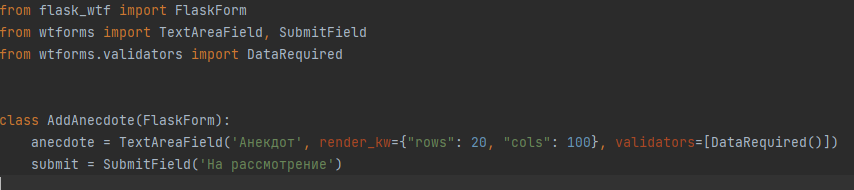 from flask_wtf import FlaskForm
from wtforms import TextAreaField, SubmitField
from wtforms.validators import DataRequired
class AddAnecdote(FlaskForm):
    anecdote = TextAreaField('Анекдот', render_kw={"rows": 20, "cols": 100}, validators=[DataRequired()])
    submit = SubmitField('На рассмотрение')